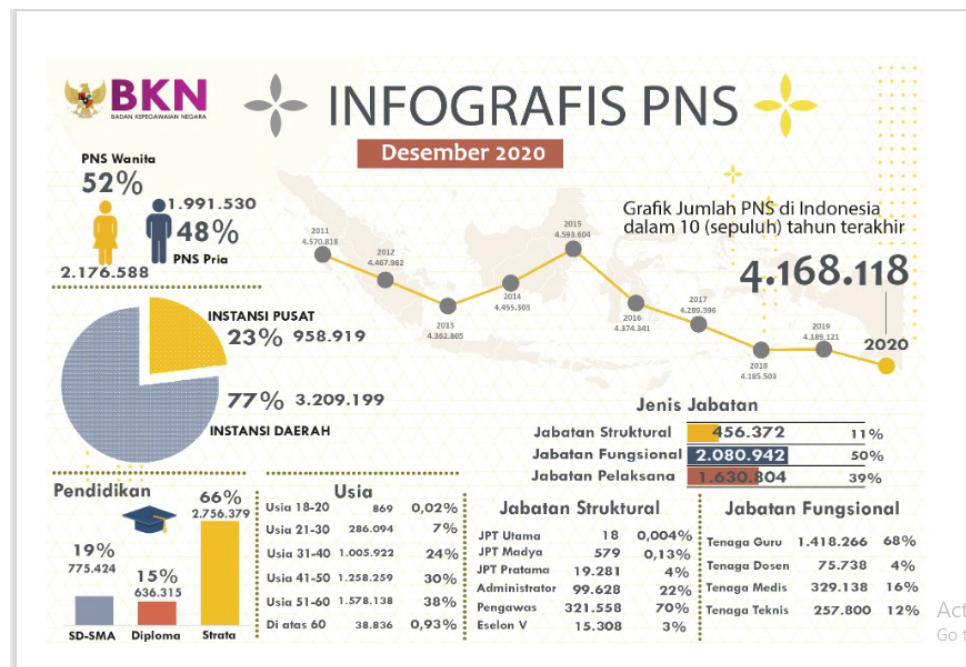 BKN
BADAN KEPEGAWAIAN NEGARA
INFOGRAFIS PNS
Desember 2020
PNS Wanita
52%
2.176.588
1.991.530
48%
PNS Pria
INSTANSI PUSAT
23% 958.919
77% 3.209.199
INSTANSI DAERAH
Grafik Jumlah PNS di Indonesia
dalam 10 (sepuluh) tahun terakhir
4.168.118
2020
2011
4.570.818
2012
4.467.982
2013
4.362.805
2014
4.455.303
2015
4.593.604
2016
4.374.341
2017
4.289.396
2018
4.185.503
2019
4.189.121
Jenis Jabatan
Jabatan Struktural 456.372 11%
Jabatan Fungsional 2.080.942 50%
Jabatan Pelaksana 1.630.804 39%
Pendidikan
19%
775.424
SD-SMA
15%
636.315
Diploma
66%
2.756.379
Strata
Usia
Usia 18-20 869 0,02%
Usia 21-30 286.094 7%
Usia 31-40 1.005.922 24%
Usia 41-50 1.258.259 30%
Usia 51-60 1.578.138 38%
Di atas 60 38.836 0,93%
Jabatan Struktural
JPT Utama 18 0,004%
JPT Madya 579 0,13%
JPT Pratama 19.281 4%
Administrator 99.628 22%
Pengawas 321.558 70%
Eselon V 15.308 3%
Jabatan Fungsional
Tenaga Guru 1.418.266 68%
Tenaga Dosen 75.738 4%
Tenaga Medis 329.138 16%
Tenaga Teknis 257.800 12%
Act
Go t